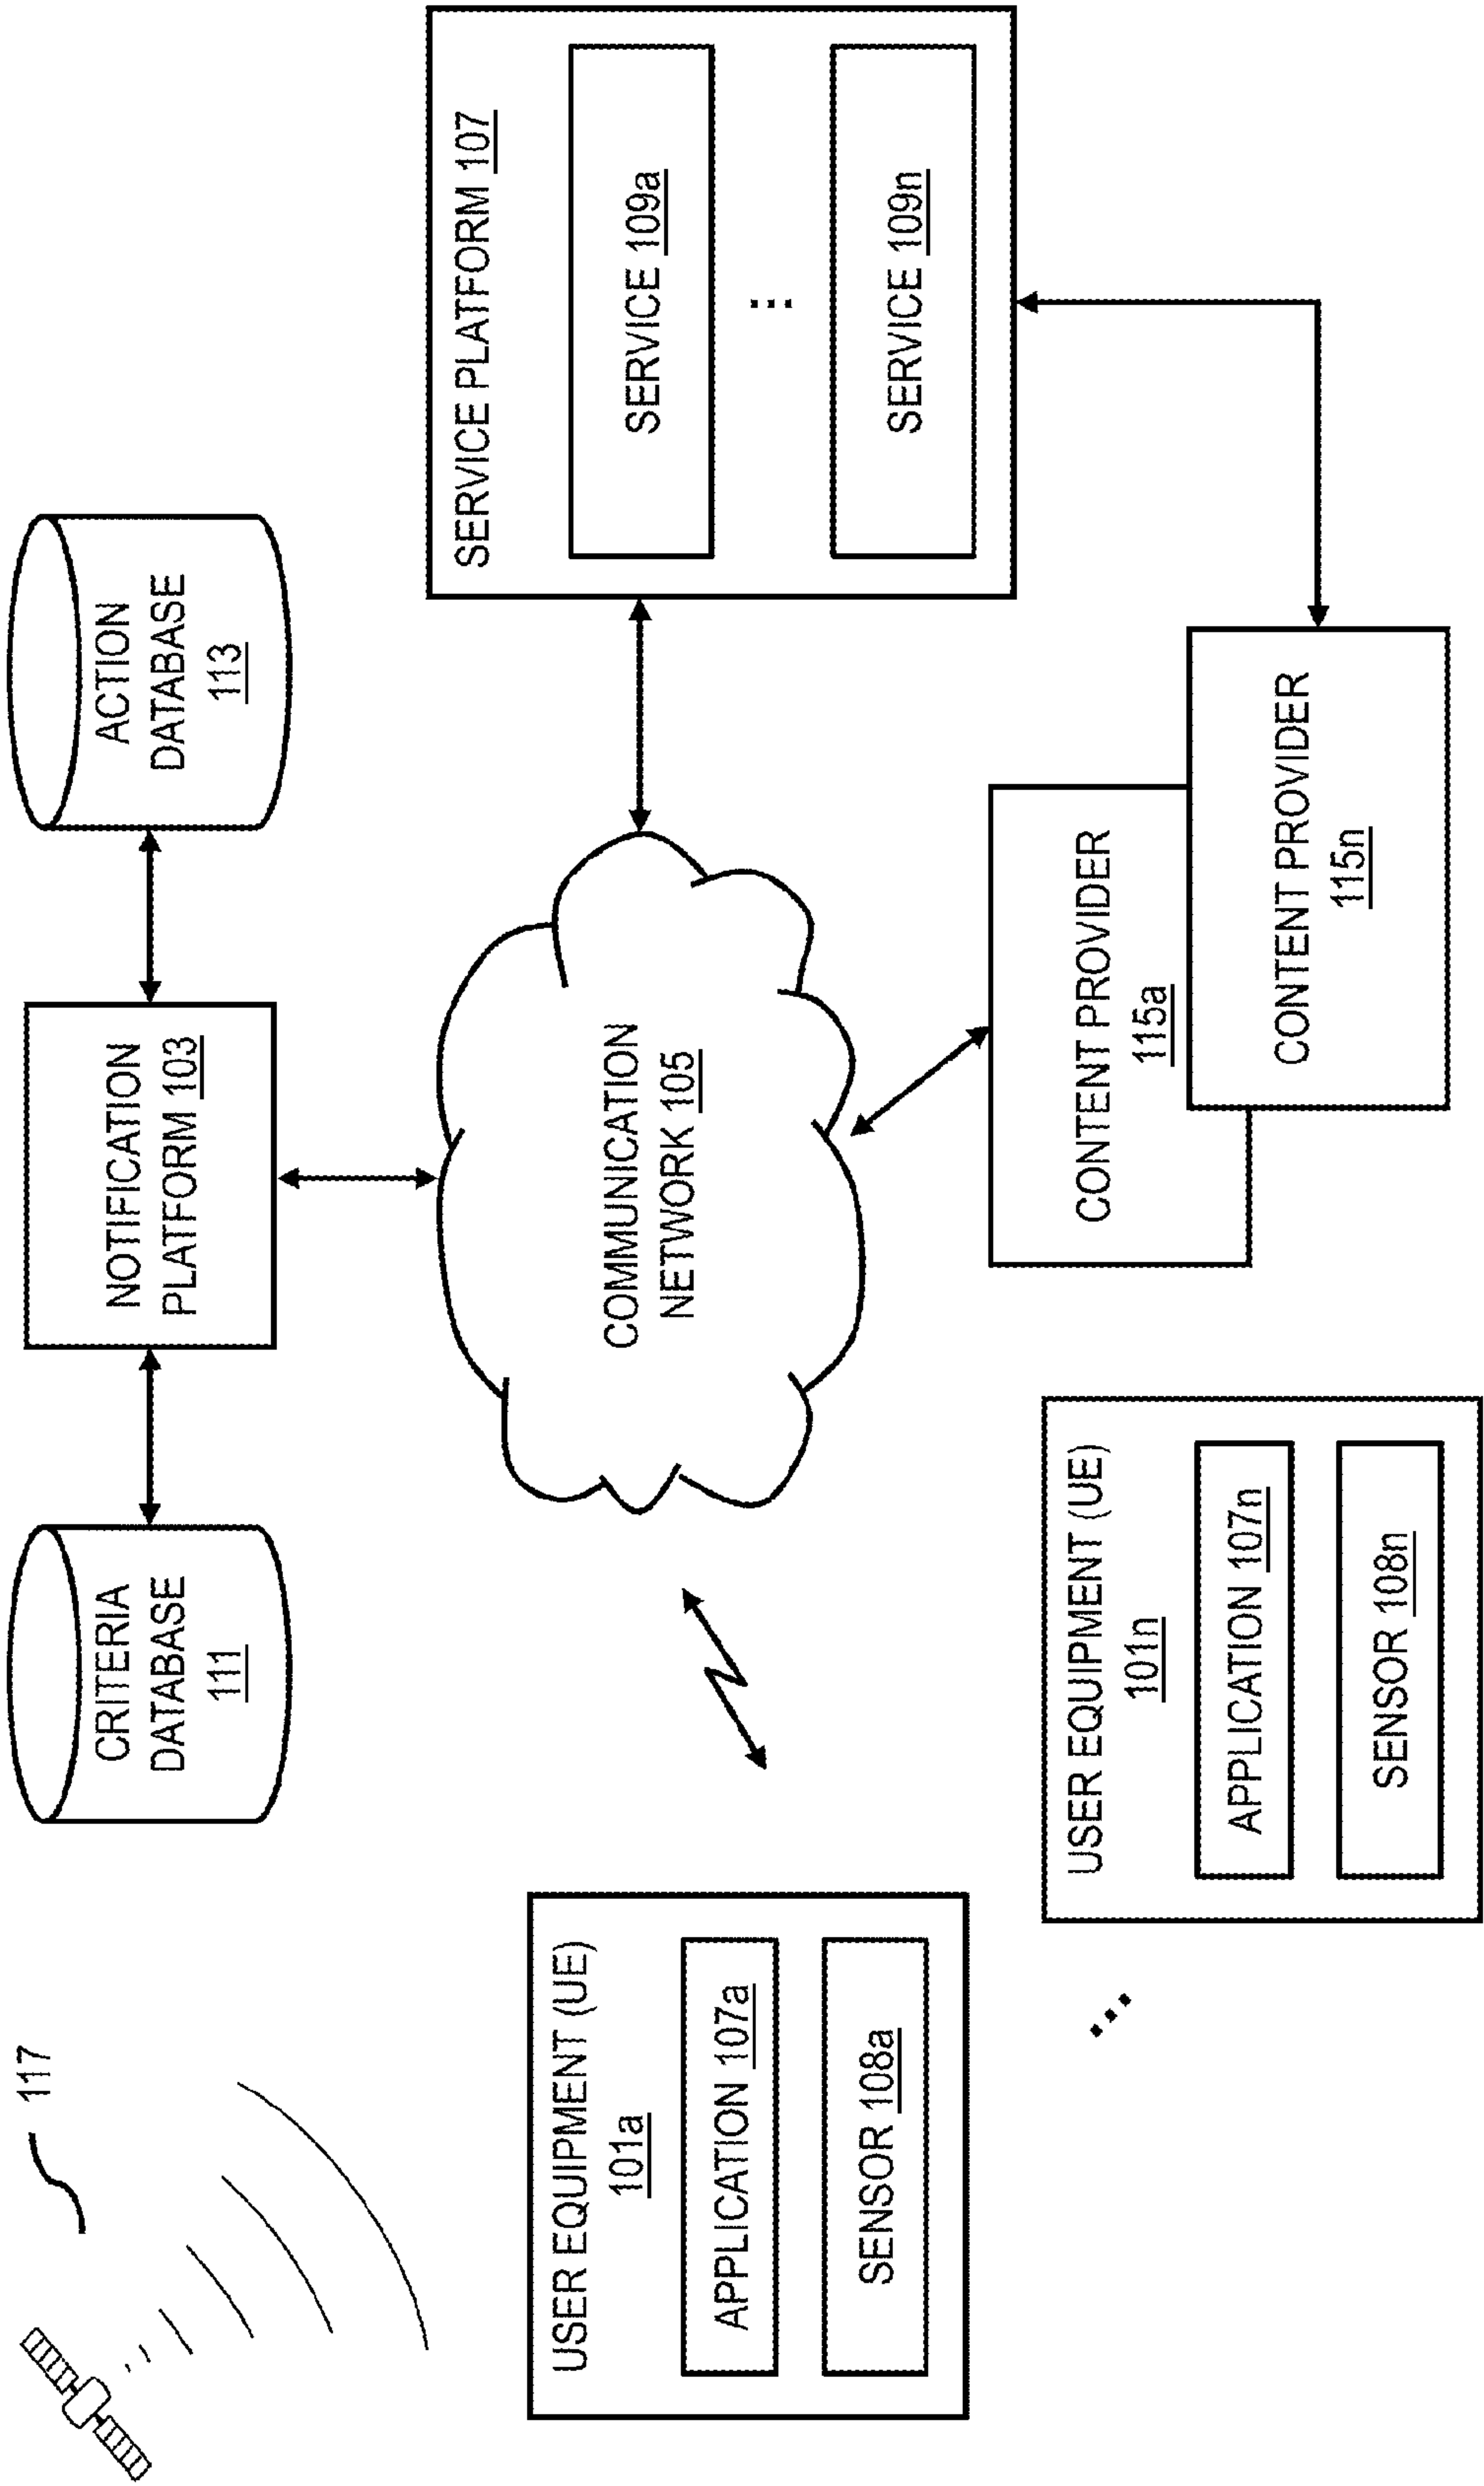 117
CRITERIA
DATABASE
111
NOTIFICATION
PLATFORM 103
ACTION
DATABASE
113
USER EQUIPMENT (UE)
101a
APPLICATION 107a
SENSOR 108a
COMMUNICATION
NETWORK 105
SERVICE PLATFORM 107
SERVICE 109a
...
SERVICE 109n
...
USER EQUIPMENT (UE)
101n
APPLICATION 107n
SENSOR 108n
CONTENT PROVIDER
115a
CONTENT PROVIDER
115n